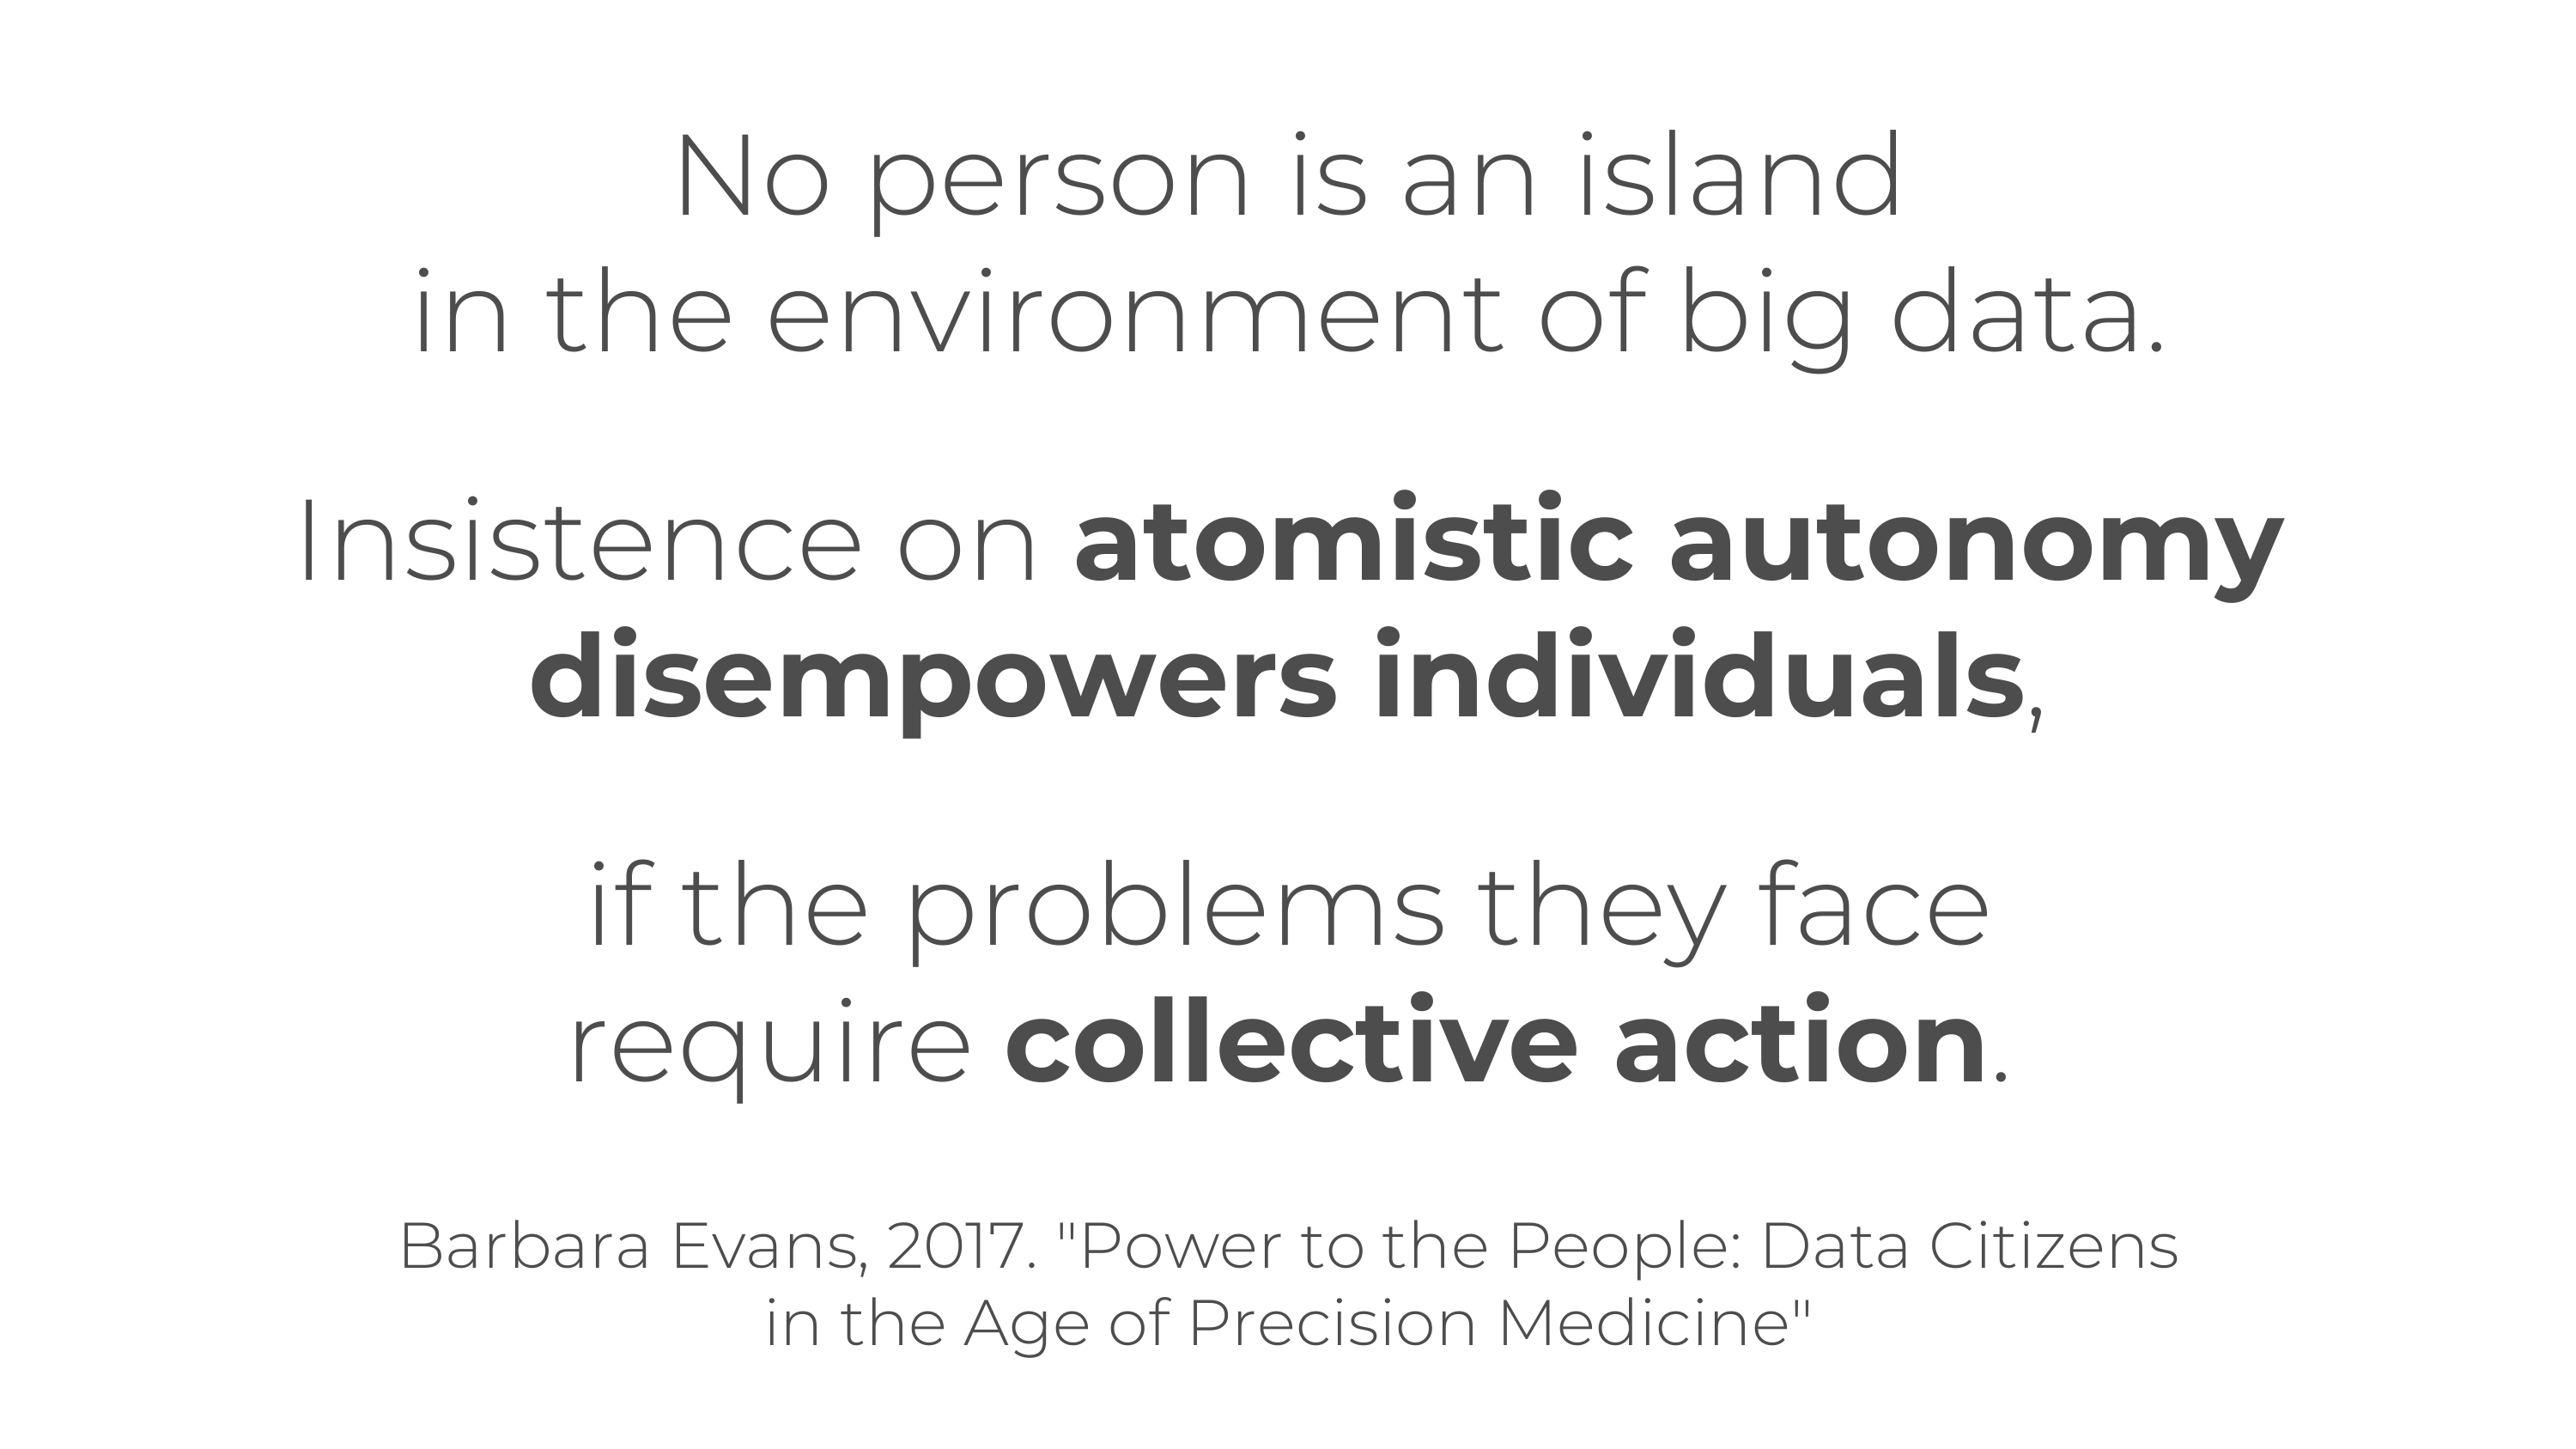 No person is an island
in the environment of big data.
Insistence on atomistic autonomy
disempowers individuals,
if the problems they face
require collective action.
Barbara Evans, 2017. "Power to the People: Data Citizens
in the Age of Precision Medicine"